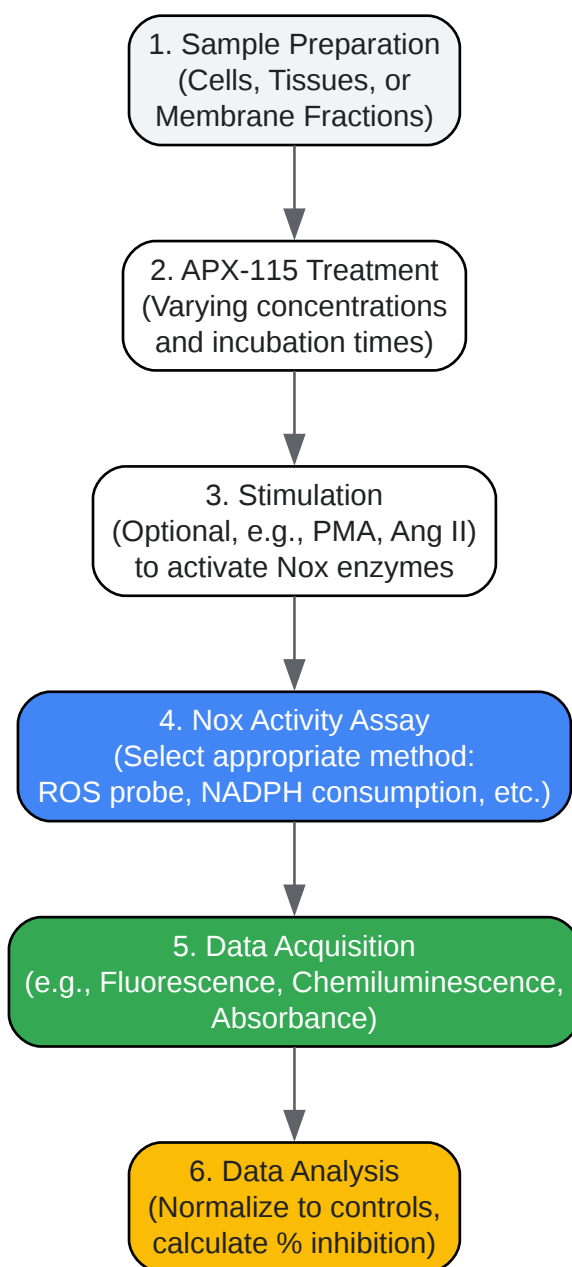 1. Sample Preparation
(Cells, Tissues, or
Membrane Fractions)
2. APX-115 Treatment
(Varying concentrations
and incubation times)
3. Stimulation
(Optional, e.g., PMA, Ang II)
to activate Nox enzymes
4. Nox Activity Assay
(Select appropriate method:
ROS probe, NADPH consumption, etc.)
5. Data Acquisition
(e.g., Fluorescence, Chemiluminescence,
Absorbance)
6. Data Analysis
(Normalize to controls,
calculate % inhibition)